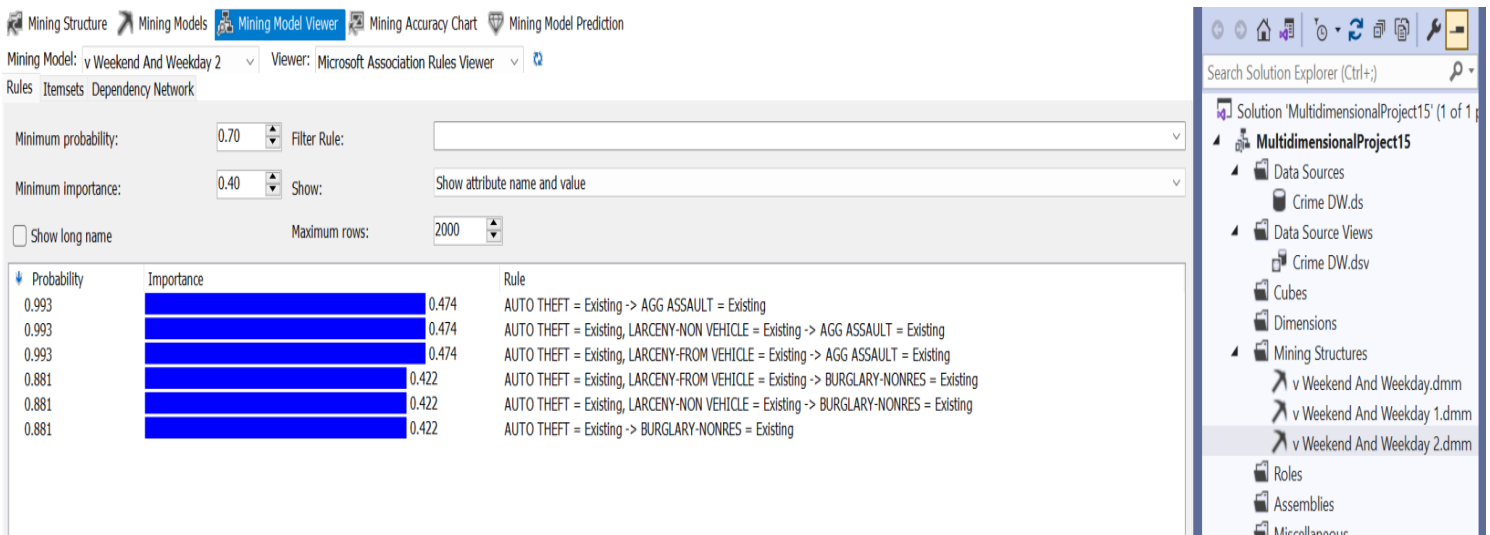 Mining Structure Mining Models Mining Model Viewer Mining Accuracy Chart Mining Model Prediction
Mining Model: v Weekend And Weekday 2 Viewer: Microsoft Association Rules Viewer
Rules Itemsets Dependency Network
Minimum probability: 0.70 Filter Rule:
Minimum importance: 0.40 Show: Show attribute name and value
Show long name Maximum rows: 2000
Probability Importance Rule
0.993 0.474 AUTO THEFT = Existing -> AGG ASSAULT = Existing
0.993 0.474 AUTO THEFT = Existing, LARCENY-NON VEHICLE = Existing -> AGG ASSAULT = Existing
0.993 0.474 AUTO THEFT = Existing, LARCENY-FROM VEHICLE = Existing -> AGG ASSAULT = Existing
0.881 0.422 AUTO THEFT = Existing, LARCENY-FROM VEHICLE = Existing -> BURGLARY-NONRES = Existing
0.881 0.422 AUTO THEFT = Existing, LARCENY-NON VEHICLE = Existing -> BURGLARY-NONRES = Existing
0.881 0.422 AUTO THEFT = Existing -> BURGLARY-NONRES = Existing
Search Solution Explorer (Ctrl+;)
Solution 'MultidimensionalProject15' (1 of 1 p
MultidimensionalProject15
Data Sources
Crime DW.ds
Data Source Views
Crime DW.dsv
Cubes
Dimensions
Mining Structures
v Weekend And Weekday.dmm
v Weekend And Weekday 1.dmm
v Weekend And Weekday 2.dmm
Roles
Assemblies
Miscellaneous